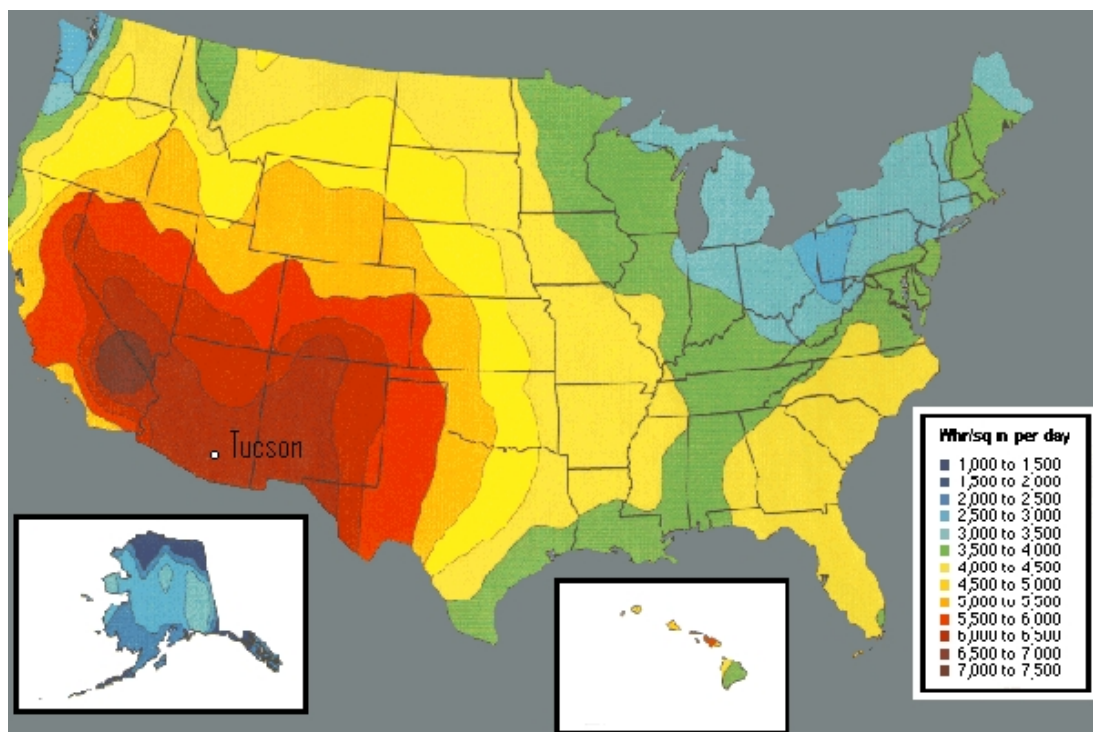 Tucson
Whr/sq m per day
1,000 to 1,500
1,500 to 2,000
2,000 to 2,500
2,500 to 3,000
3,000 to 3,500
3,500 to 4,000
4,000 to 4,500
4,500 to 5,000
5,000 to 5,500
5,500 to 6,000
6,000 to 6,500
6,500 to 7,000
7,000 to 7,500